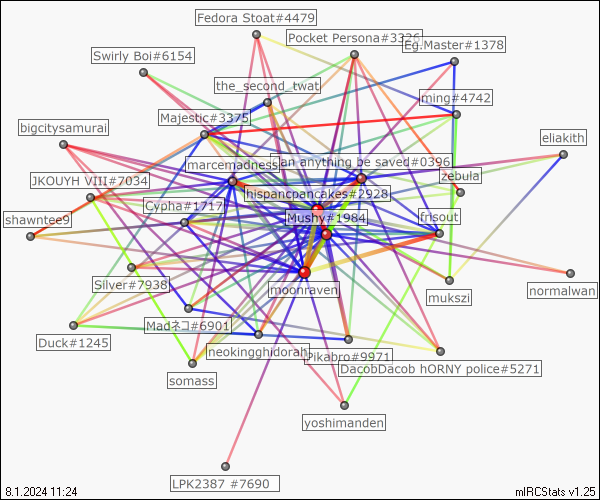 Fedora Stoat#4479
Pocket Persona#3326
Eg.Master#1378
Swirly Boi#6154
the_second_twat
ming#4742
Majestic#3375
bigcitysamurai
eliakith
marcemadness
an anything be saved#0396
JKOUYH VIII#7034
zebuła
hispancpancakes#2928
Cypha#1717
Mushy#1984
frisout
shawntee9
Silver#7938
moonraven
mukszi
normalwan
Madネコ#6901
Duck#1245
neokingghidorah
Pikabro#9971
DacobDacob hORNY police#5271
somass
yoshimanden
LPK2387 #7690
8.1.2024 11:24
mIRCStats v1.25